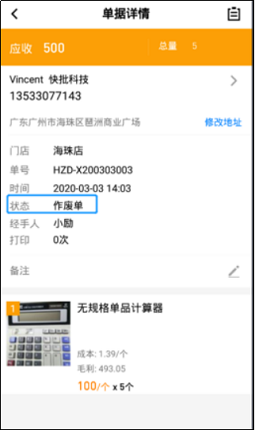 单据详情
应收 500 总量 5
Vincent 快批科技
13533077143
广东广州市海珠区琶洲商业广场 修改地址
门店 海珠店
单号 HZD-X200303003
时间 2020-03-03 14:03
状态 作废单
经手人 小励
打印 0次
备注
1 无规格单品计算器
成本: 1.39/个
毛利: 493.05
100/个 x 5个